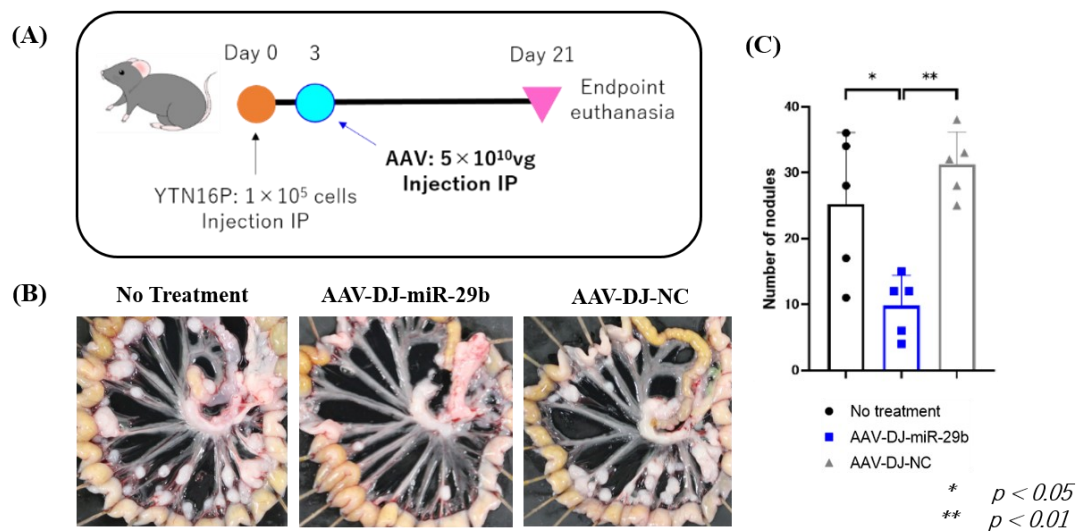 (A)
Day 0
3
Day 21
Endpoint
euthanasia
AAV: 5×10¹⁰vg
Injection IP
YTN16P: 1×10⁵ cells
Injection IP
(B)
No Treatment
AAV-DJ-miR-29b
AAV-DJ-NC
(C)
*
**
Number of nodules
40
30
20
10
0
No treatment
AAV-DJ-miR-29b
AAV-DJ-NC
* p < 0.05
** p < 0.01